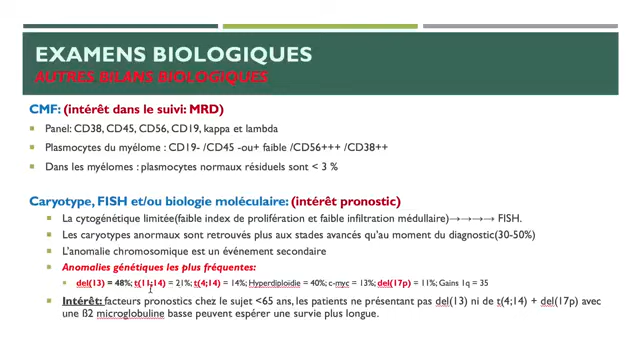 EXAMENS BIOLOGIQUES
AUTRES BILANS BIOLOGIQUES
CMF: (intérêt dans le suivi: MRD)
Panel: CD38, CD45, CD56, CD19, kappa et lambda
Plasmocytes du myélome : CD19- /CD45 -ou+ faible /CD56+++ /CD38++
Dans les myélomes : plasmocytes normaux résiduels sont < 3 %
Caryotype, FISH et/ou biologie moléculaire: (intérêt pronostic)
La cytogénétique limitée(faible index de prolifération et faible infiltration médullaire)→→→→ FISH.
Les caryotypes anormaux sont retrouvés plus aux stades avancés qu'au moment du diagnostic(30-50%)
L'anomalie chromosomique est un événement secondaire
Anomalies génétiques les plus fréquentes:
del(13) = 48%; t(11;14) = 21%; t(4;14) = 14%; Hyperdiploïdie = 40%; c-myc = 13%; del(17p) = 11%; Gains 1q = 35
Intérêt: facteurs pronostics chez le sujet <65 ans, les patients ne présentant pas del(13) ni de t(4;14) + del(17p) avec
une ß2 microglobuline basse peuvent espérer une survie plus longue.